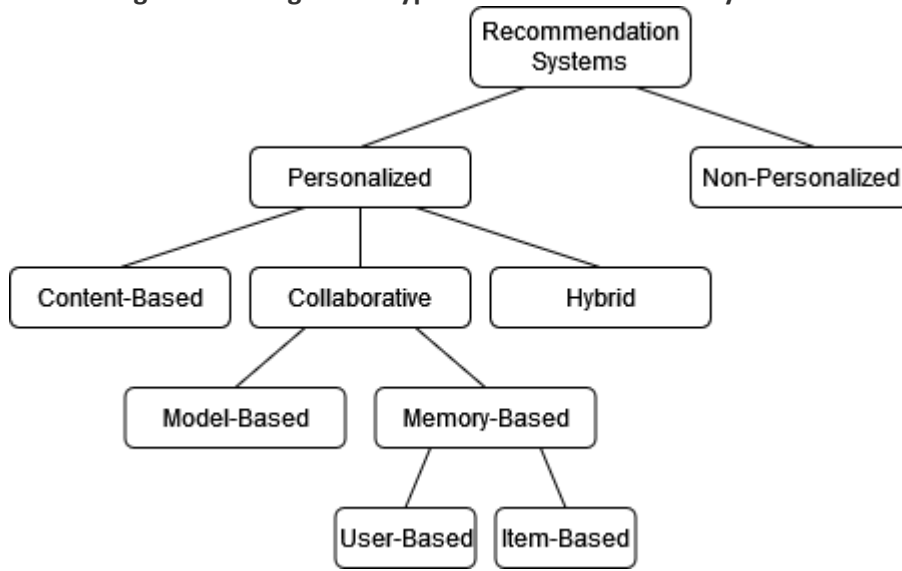 Recommendation
Systems
Personalized
Non-Personalized
Content-Based
Collaborative
Hybrid
Model-Based
Memory-Based
User-Based
Item-Based